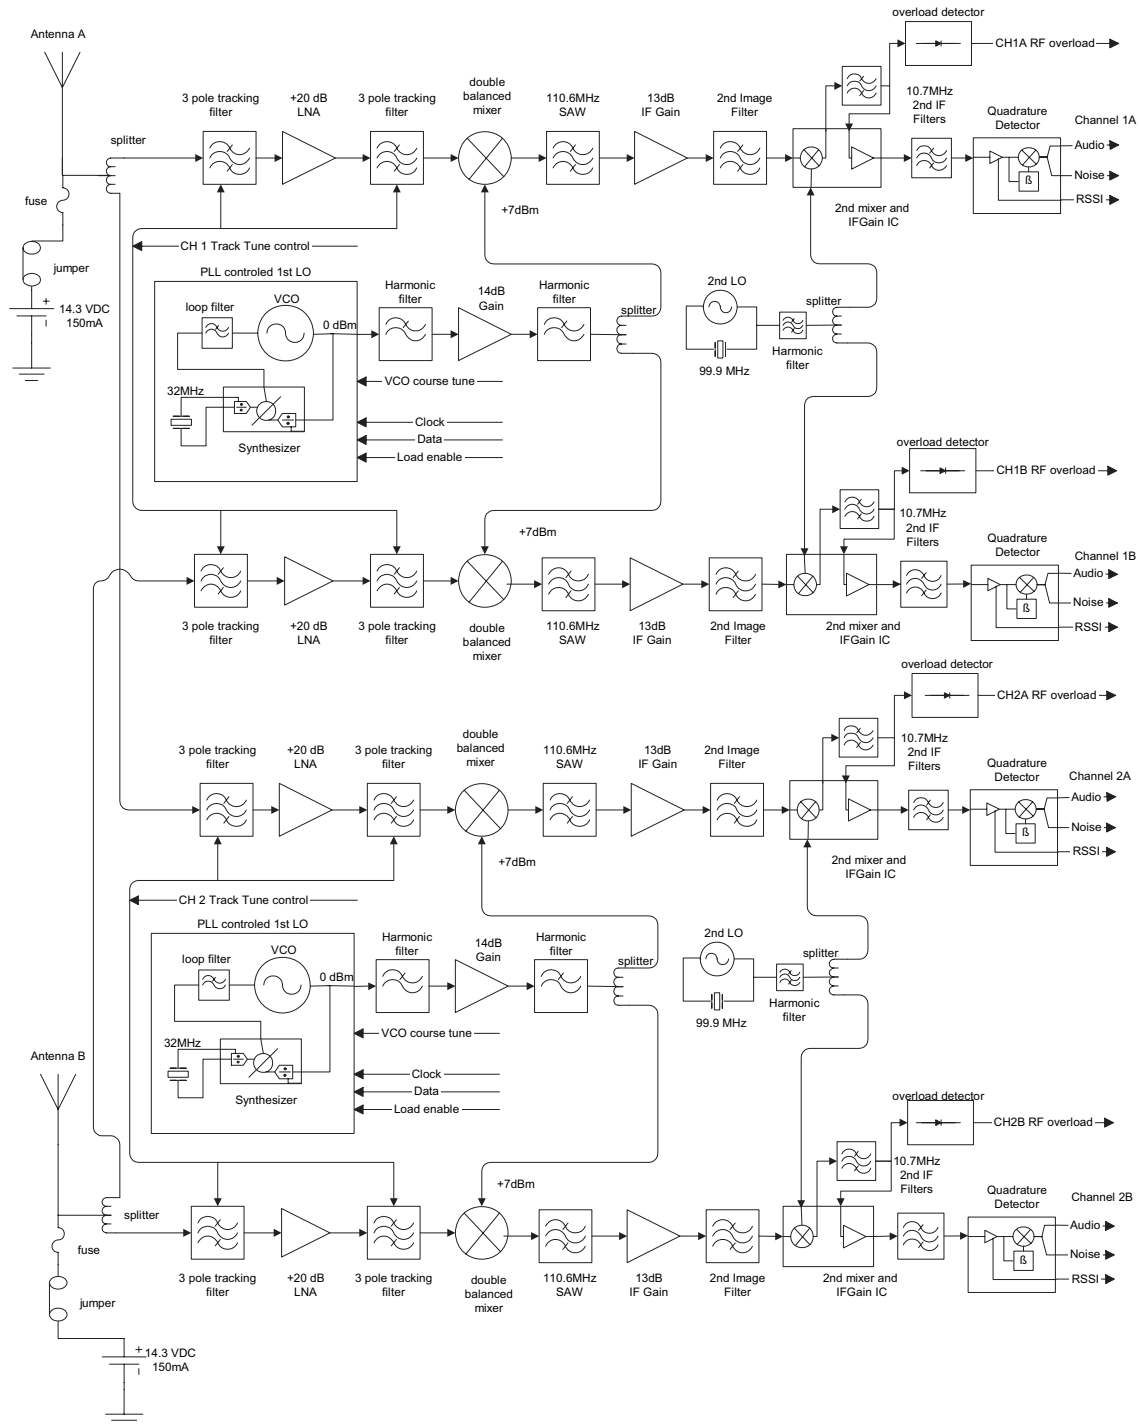 overload detector
Antenna A
CH1A RF overload
double
balanced
mixer
3 pole tracking
filter
+20 dB
LNA
3 pole tracking
filter
110.6MHz
SAW
13dB
IF Gain
2nd Image
Filter
10.7MHz
2nd IF
Filters
Quadrature
Detector
Channel 1A
splitter
Audio
Noise
ß
RSSI
fuse
+7dBm
2nd mixer and
IFGain IC
CH 1 Track Tune control
jumper
PLL controled 1st LO
+
14.3 VDC
150mA
loop filter
VCO
0 dBm
Harmonic
filter
14dB
Gain
Harmonic
filter
splitter
2nd LO
splitter
Harmonic
filter
99.9 MHz
VCO course tune
32MHz
Clock
Data
Load enable
Synthesizer
overload detector
CH1B RF overload
10.7MHz
2nd IF
Filters
+7dBm
Quadrature
Detector
Channel 1B
Audio
Noise
ß
RSSI
3 pole tracking
filter
+20 dB
LNA
3 pole tracking
filter
double
balanced
mixer
110.6MHz
SAW
13dB
IF Gain
2nd Image
Filter
2nd mixer and
IFGain IC
overload detector
CH2A RF overload
double
balanced
mixer
3 pole tracking
filter
+20 dB
LNA
3 pole tracking
filter
110.6MHz
SAW
13dB
IF Gain
2nd Image
Filter
10.7MHz
2nd IF
Filters
Quadrature
Detector
Channel 2A
Audio
Noise
ß
RSSI
+7dBm
2nd mixer and
IFGain IC
CH 2 Track Tune control
PLL controled 1st LO
loop filter
VCO
0 dBm
Harmonic
filter
14dB
Gain
Harmonic
filter
splitter
2nd LO
splitter
Harmonic
filter
99.9 MHz
VCO course tune
32MHz
Clock
Data
Load enable
Synthesizer
Antenna B
overload detector
CH2B RF overload
10.7MHz
2nd IF
Filters
+7dBm
Quadrature
Detector
Channel 2B
splitter
Audio
Noise
ß
RSSI
fuse
3 pole tracking
filter
+20 dB
LNA
3 pole tracking
filter
double
balanced
mixer
110.6MHz
SAW
13dB
IF Gain
2nd Image
Filter
2nd mixer and
IFGain IC
jumper
+
14.3 VDC
150mA